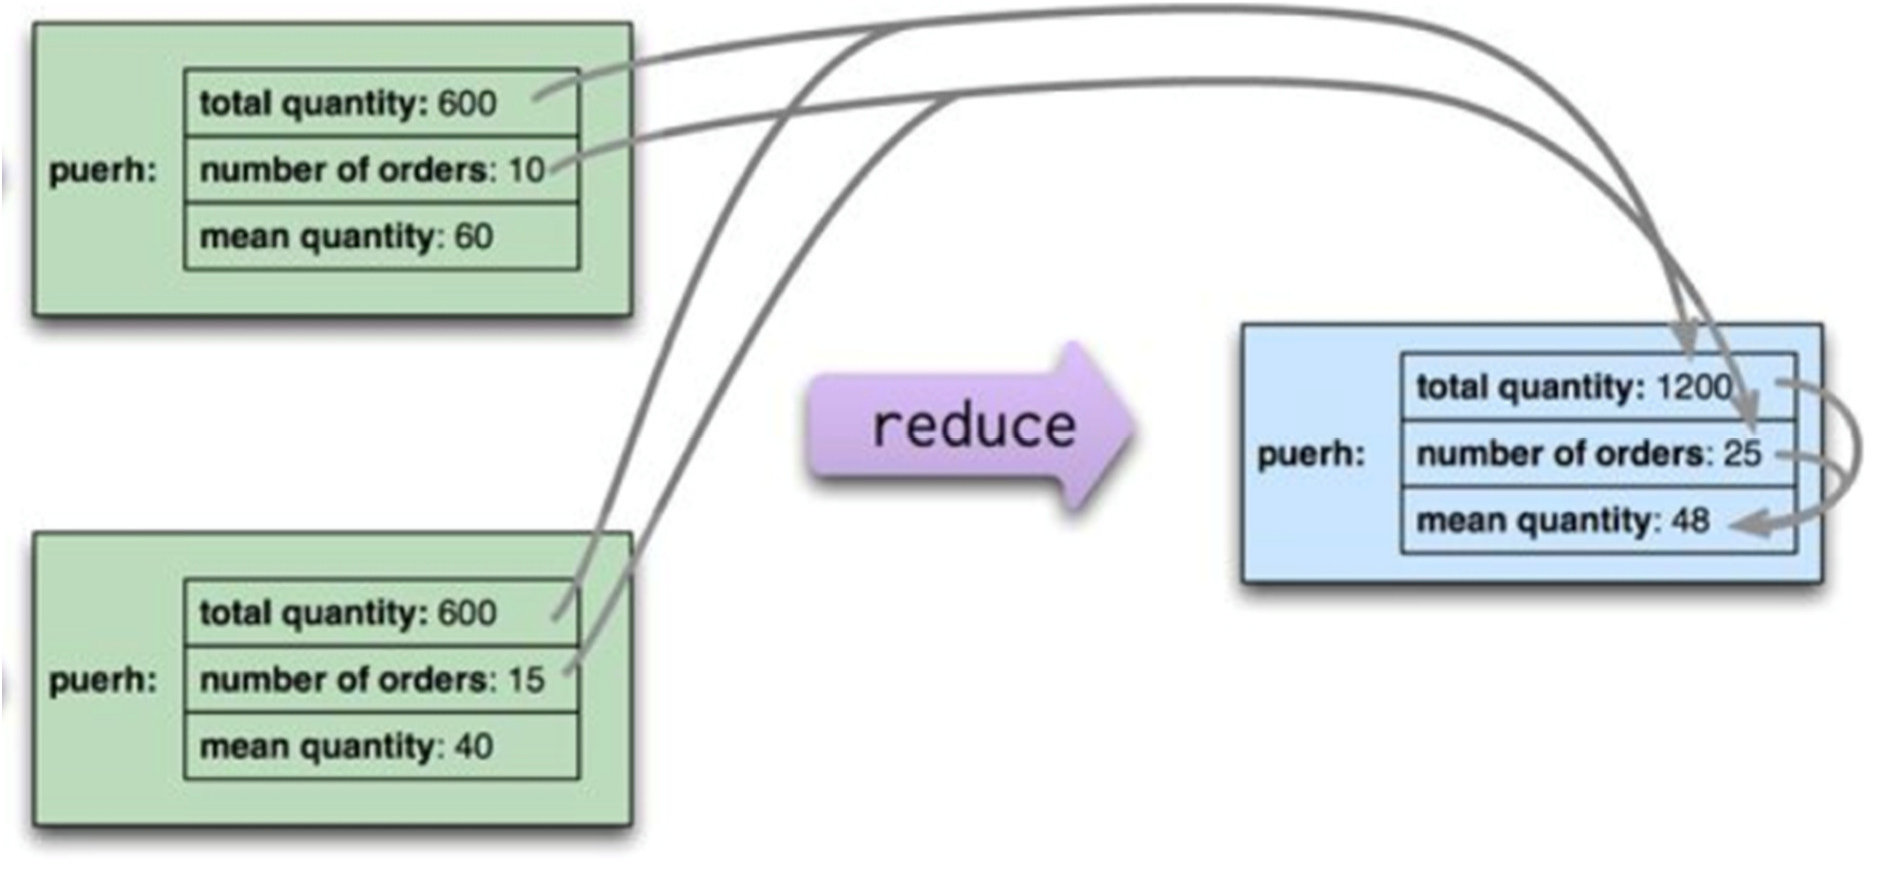 puerh:
total quantity: 600
number of orders: 10
mean quantity: 60
puerh:
total quantity: 600
number of orders: 15
mean quantity: 40
reduce
puerh:
total quantity: 1200
number of orders: 25
mean quantity: 48